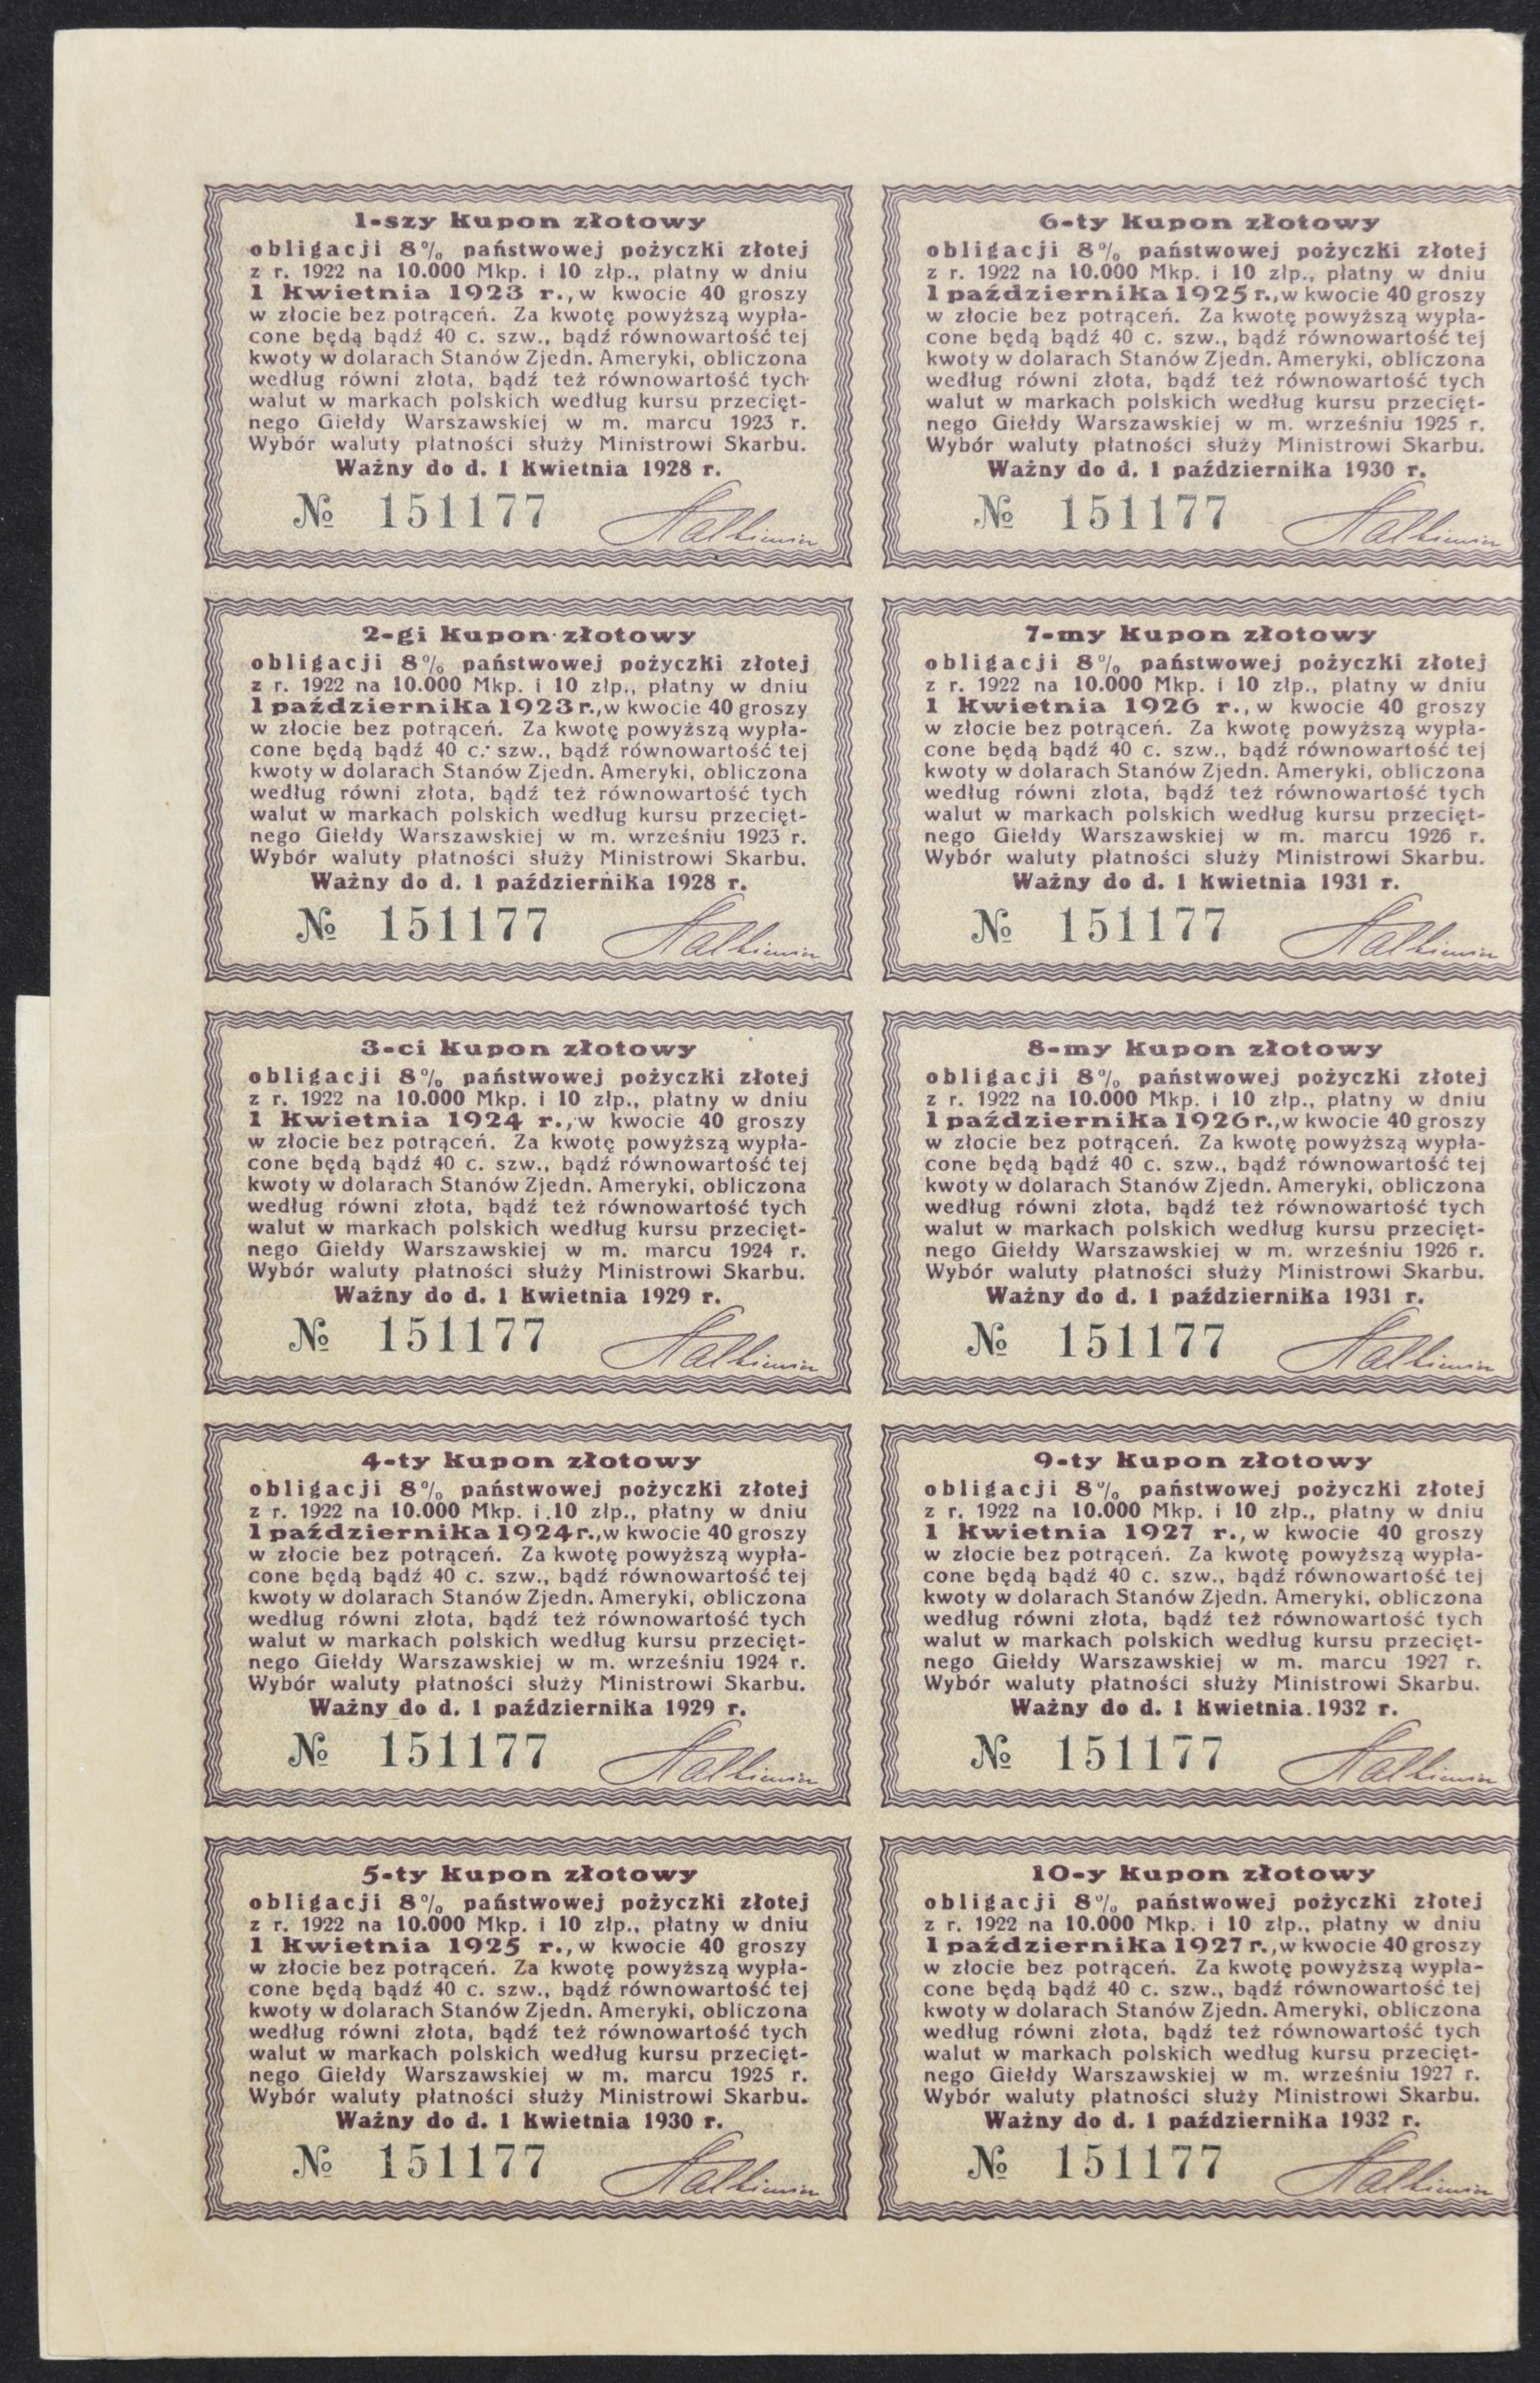 1-szy kupon złotowy
obligacji 8% państwowej pożyczki złotej
z r. 1922 na 10.000 Mkp. i 10 złp., płatny w dniu
1 kwietnia 1923 r., w kwocie 40 groszy
w złocie bez potrąceń. Za kwotę powyższą wypła-
cone będą bądź 40 c. szw., bądź równowartość tej
kwoty w dolarach Stanów Zjedn. Ameryki, obliczona
według równi złota, bądź też równowartość tych
walut w markach polskich według kursu przecięt-
nego Giełdy Warszawskiej w m. marcu 1923 r.
Wybór waluty płatności służy Ministrowi Skarbu.
Ważny do d. 1 kwietnia 1928 r.
№ 151177
2-gi kupon złotowy
obligacji 8% państwowej pożyczki złotej
z r. 1922 na 10.000 Mkp. i 10 złp., płatny w dniu
1 października 1923 r., w kwocie 40 groszy
w złocie bez potrąceń. Za kwotę powyższą wypła-
cone będą bądź 40 c. szw., bądź równowartość tej
kwoty w dolarach Stanów Zjedn. Ameryki, obliczona
według równi złota, bądź też równowartość tych
walut w markach polskich według kursu przecięt-
nego Giełdy Warszawskiej w m. wrześniu 1923 r.
Wybór waluty płatności służy Ministrowi Skarbu.
Ważny do d. 1 października 1928 r.
№ 151177
3-ci kupon złotowy
obligacji 8% państwowej pożyczki złotej
z r. 1922 na 10.000 Mkp. i 10 złp., płatny w dniu
1 kwietnia 1924 r., w kwocie 40 groszy
w złocie bez potrąceń. Za kwotę powyższą wypła-
cone będą bądź 40 c. szw., bądź równowartość tej
kwoty w dolarach Stanów Zjedn. Ameryki, obliczona
według równi złota, bądź też równowartość tych
walut w markach polskich według kursu przecięt-
nego Giełdy Warszawskiej w m. marcu 1924 r.
Wybór waluty płatności służy Ministrowi Skarbu.
Ważny do d. 1 kwietnia 1929 r.
№ 151177
4-ty kupon złotowy
obligacji 8% państwowej pożyczki złotej
z r. 1922 na 10.000 Mkp. i 10 złp., płatny w dniu
1 października 1924 r., w kwocie 40 groszy
w złocie bez potrąceń. Za kwotę powyższą wypła-
cone będą bądź 40 c. szw., bądź równowartość tej
kwoty w dolarach Stanów Zjedn. Ameryki, obliczona
według równi złota, bądź też równowartość tych
walut w markach polskich według kursu przecięt-
nego Giełdy Warszawskiej w m. wrześniu 1924 r.
Wybór waluty płatności służy Ministrowi Skarbu.
Ważny do d. 1 października 1929 r.
№ 151177
5-ty kupon złotowy
obligacji 8% państwowej pożyczki złotej
z r. 1922 na 10.000 Mkp. i 10 złp., płatny w dniu
1 kwietnia 1925 r., w kwocie 40 groszy
w złocie bez potrąceń. Za kwotę powyższą wypła-
cone będą bądź 40 c. szw., bądź równowartość tej
kwoty w dolarach Stanów Zjedn. Ameryki, obliczona
według równi złota, bądź też równowartość tych
walut w markach polskich według kursu przecięt-
nego Giełdy Warszawskiej w m. marcu 1925 r.
Wybór waluty płatności służy Ministrowi Skarbu.
Ważny do d. 1 kwietnia 1930 r.
№ 151177
6-ty kupon złotowy
obligacji 8% państwowej pożyczki złotej
z r. 1922 na 10.000 Mkp. i 10 złp., płatny w dniu
1 października 1925 r., w kwocie 40 groszy
w złocie bez potrąceń. Za kwotę powyższą wypła-
cone będą bądź 40 c. szw., bądź równowartość tej
kwoty w dolarach Stanów Zjedn. Ameryki, obliczona
według równi złota, bądź też równowartość tych
walut w markach polskich według kursu przecięt-
nego Giełdy Warszawskiej w m. wrześniu 1925 r.
Wybór waluty płatności służy Ministrowi Skarbu.
Ważny do d. 1 października 1930 r.
№ 151177
7-my kupon złotowy
obligacji 8% państwowej pożyczki złotej
z r. 1922 na 10.000 Mkp. i 10 złp., płatny w dniu
1 kwietnia 1926 r., w kwocie 40 groszy
w złocie bez potrąceń. Za kwotę powyższą wypła-
cone będą bądź 40 c. szw., bądź równowartość tej
kwoty w dolarach Stanów Zjedn. Ameryki, obliczona
według równi złota, bądź też równowartość tych
walut w markach polskich według kursu przecięt-
nego Giełdy Warszawskiej w m. marcu 1926 r.
Wybór waluty płatności służy Ministrowi Skarbu.
Ważny do d. 1 kwietnia 1931 r.
№ 151177
8-my kupon złotowy
obligacji 8% państwowej pożyczki złotej
z r. 1922 na 10.000 Mkp. i 10 złp., płatny w dniu
1 października 1926 r., w kwocie 40 groszy
w złocie bez potrąceń. Za kwotę powyższą wypła-
cone będą bądź 40 c. szw., bądź równowartość tej
kwoty w dolarach Stanów Zjedn. Ameryki, obliczona
według równi złota, bądź też równowartość tych
walut w markach polskich według kursu przecięt-
nego Giełdy Warszawskiej w m. wrześniu 1926 r.
Wybór waluty płatności służy Ministrowi Skarbu.
Ważny do d. 1 października 1931 r.
№ 151177
9-ty kupon złotowy
obligacji 8% państwowej pożyczki złotej
z r. 1922 na 10.000 Mkp. i 10 złp., płatny w dniu
1 kwietnia 1927 r., w kwocie 40 groszy
w złocie bez potrąceń. Za kwotę powyższą wypła-
cone będą bądź 40 c. szw., bądź równowartość tej
kwoty w dolarach Stanów Zjedn. Ameryki, obliczona
według równi złota, bądź też równowartość tych
walut w markach polskich według kursu przecięt-
nego Giełdy Warszawskiej w m. marcu 1927 r.
Wybór waluty płatności służy Ministrowi Skarbu.
Ważny do d. 1 kwietnia 1932 r.
№ 151177
10-y kupon złotowy
obligacji 8% państwowej pożyczki złotej
z r. 1922 na 10.000 Mkp. i 10 złp., płatny w dniu
1 października 1927 r., w kwocie 40 groszy
w złocie bez potrąceń. Za kwotę powyższą wypła-
cone będą bądź 40 c. szw., bądź równowartość tej
kwoty w dolarach Stanów Zjedn. Ameryki, obliczona
według równi złota, bądź też równowartość tych
walut w markach polskich według kursu przecięt-
nego Giełdy Warszawskiej w m. wrześniu 1927 r.
Wybór waluty płatności służy Ministrowi Skarbu.
Ważny do d. 1 października 1932 r.
№ 151177